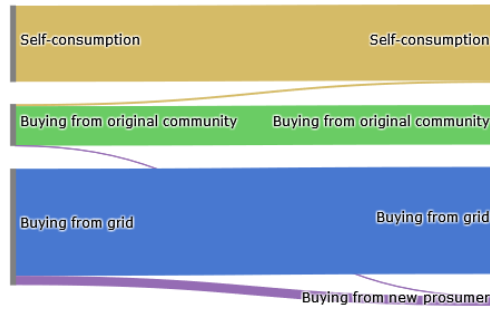 Self-consumption
Self-consumption
Buying from original community
Buying from original community
Buying from grid
Buying from grid
Buying from new prosumer